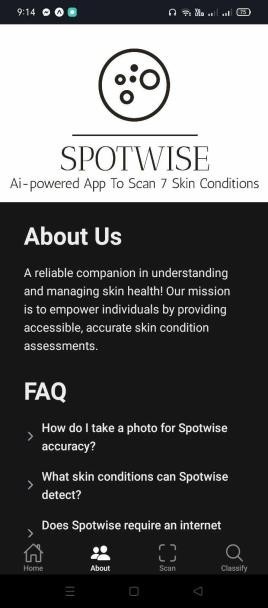 9:14
75
SPOTWISE
Ai-powered App To Scan 7 Skin Conditions
About Us
A reliable companion in understanding
and managing skin health! Our mission
is to empower individuals by providing
accessible, accurate skin condition
assessments.
FAQ
How do I take a photo for Spotwise
accuracy?
What skin conditions can Spotwise
detect?
Does Spotwise require an internet
Home About Scan Classify